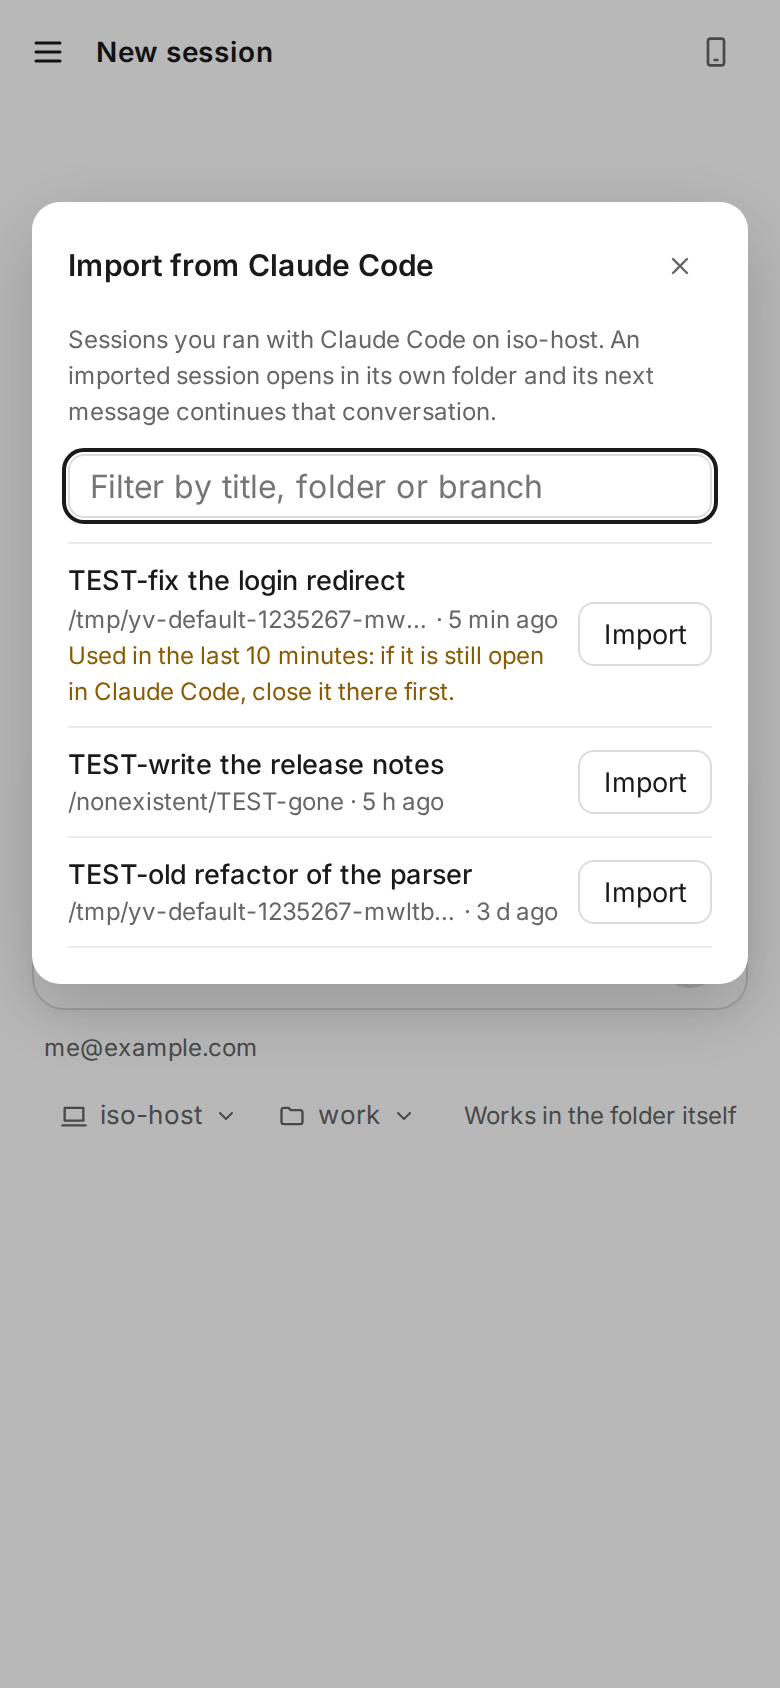 New session
Import from Claude Code
Sessions you ran with Claude Code on iso-host. An
imported session opens in its own folder and its next
message continues that conversation.
Filter by title, folder or branch
TEST-fix the login redirect
/tmp/yv-default-1235267-mw… · 5 min ago
Used in the last 10 minutes: if it is still open
in Claude Code, close it there first.
Import
TEST-write the release notes
/nonexistent/TEST-gone · 5 h ago
Import
TEST-old refactor of the parser
/tmp/yv-default-1235267-mwltb… · 3 d ago
Import
me@example.com
iso-host
work
Works in the folder itself